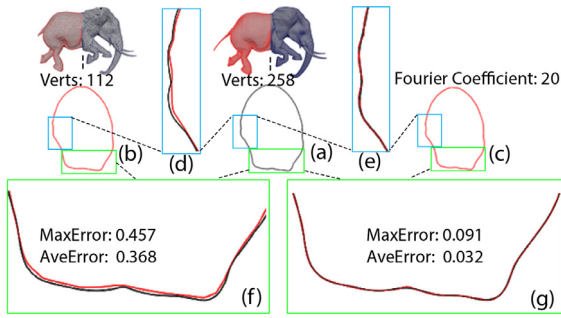 Verts: 112
Verts: 258
Fourier Coefficient: 20
(b)
(d)
(a)
(e)
(c)
MaxError: 0.457
AveError: 0.368
(f)
MaxError: 0.091
AveError: 0.032
(g)